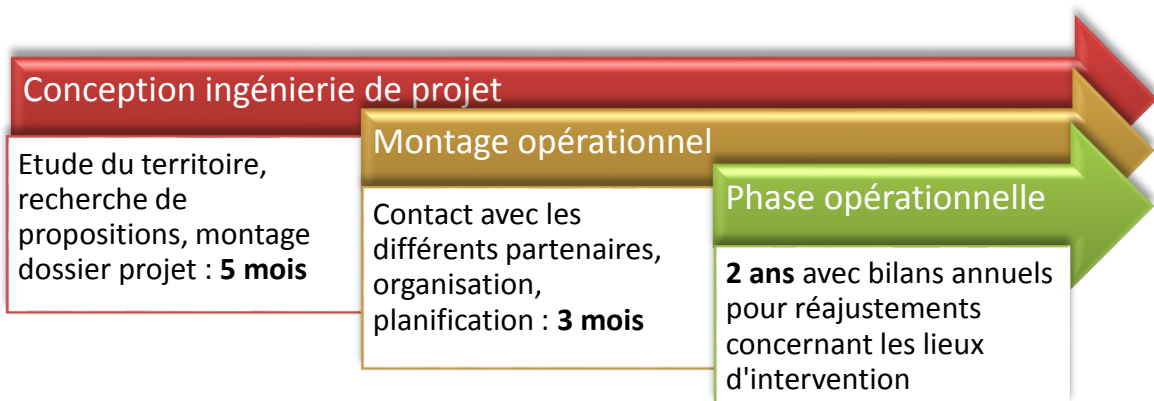 Conception ingénierie de projet
Etude du territoire,
recherche de
propositions, montage
dossier projet : 5 mois
Montage opérationnel
Contact avec les
différents partenaires,
organisation,
planification : 3 mois
Phase opérationnelle
2 ans avec bilans annuels
pour réajustements
concernant les lieux
d'intervention